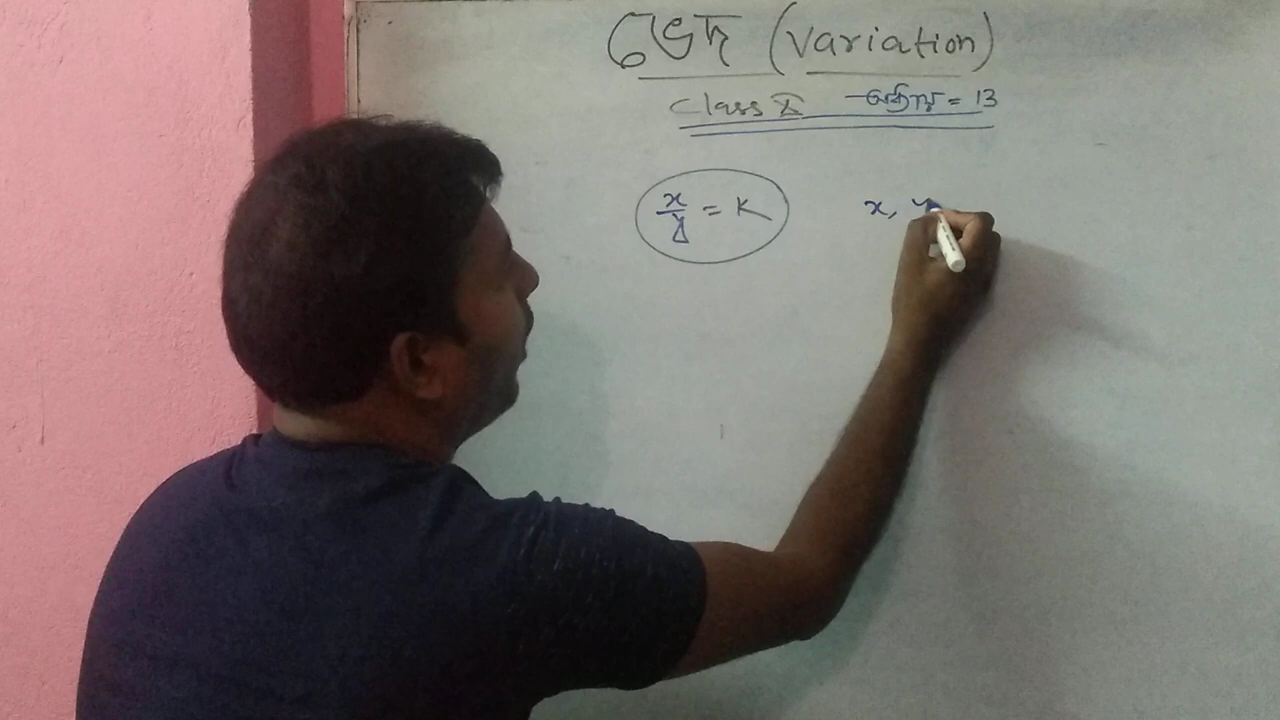 ভেদ (Variation)
Class X অধ্যায় = 13
x/y = K x, y